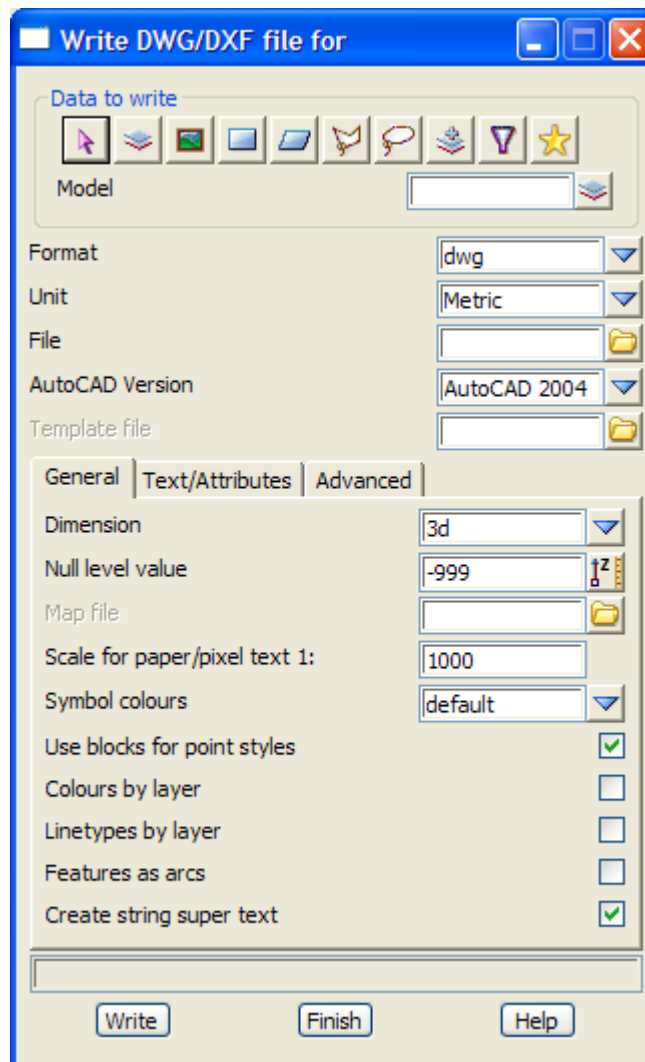 Write DWG/DXF file for
Data to write
Model
Format dwg
Unit Metric
File
AutoCAD Version AutoCAD 2004
Template file
General Text/Attributes Advanced
Dimension 3d
Null level value -999
Map file
Scale for paper/pixel text 1: 1000
Symbol colours default
Use blocks for point styles
Colours by layer
Linetypes by layer
Features as arcs
Create string super text
Write Finish Help